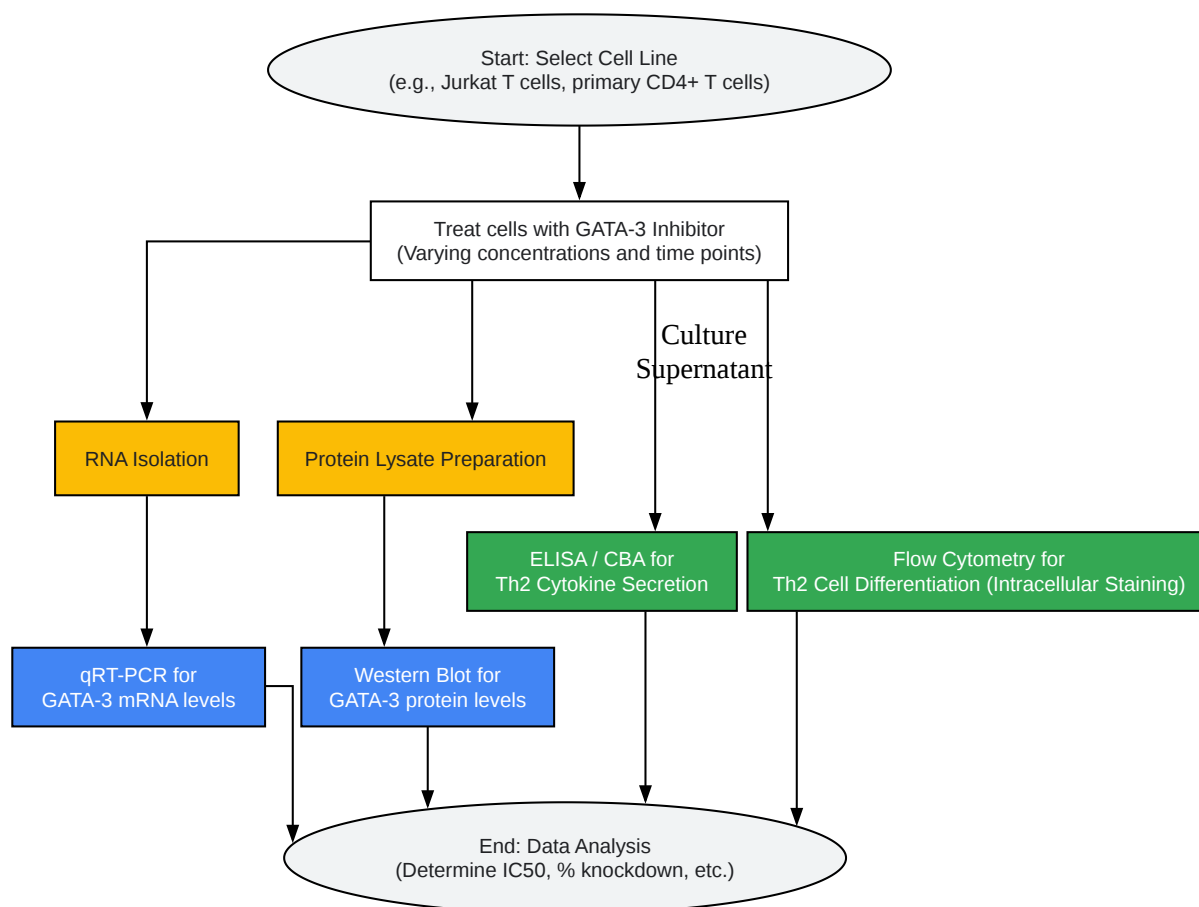 Start: Select Cell Line
(e.g., Jurkat T cells, primary CD4+ T cells)
Treat cells with GATA-3 Inhibitor
(Varying concentrations and time points)
Culture
Supernatant
RNA Isolation
Protein Lysate Preparation
ELISA / CBA for
Th2 Cytokine Secretion
Flow Cytometry for
Th2 Cell Differentiation (Intracellular Staining)
qRT-PCR for
GATA-3 mRNA levels
Western Blot for
GATA-3 protein levels
End: Data Analysis
(Determine IC50, % knockdown, etc.)